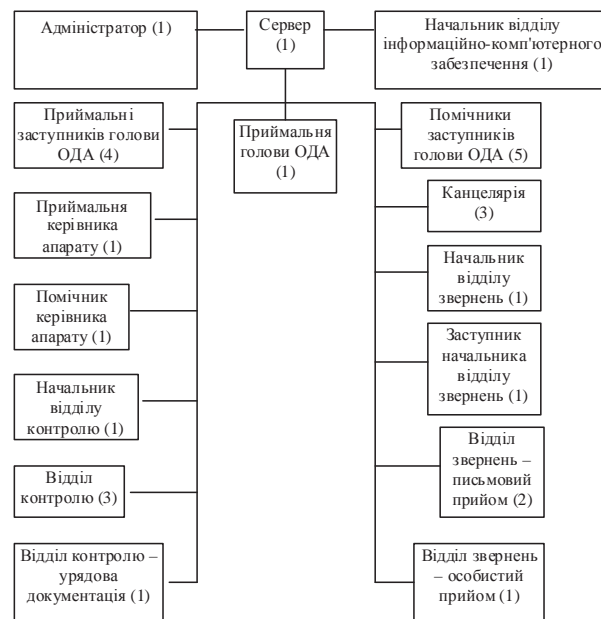 Адміністратор (1)
Сервер
(1)
Начальник відділу
інформаційно-комп'ютерного
забезпечення (1)
Приймальні
заступників голови
ОДА (4)
Приймальня
голови ОДА
(1)
Помічники
заступників
голови ОДА (5)
Приймальня
керівника
апарату (1)
Канцелярія
(3)
Помічник
керівника
апарату (1)
Начальник
відділу
звернень (1)
Начальник
відділу
контролю (1)
Заступник
начальника
відділу
звернень (1)
Відділ
контролю (3)
Відділ
звернень –
письмовий
прийом (2)
Відділ контролю –
урядова
документація (1)
Відділ звернень
– особистий
прийом (1)